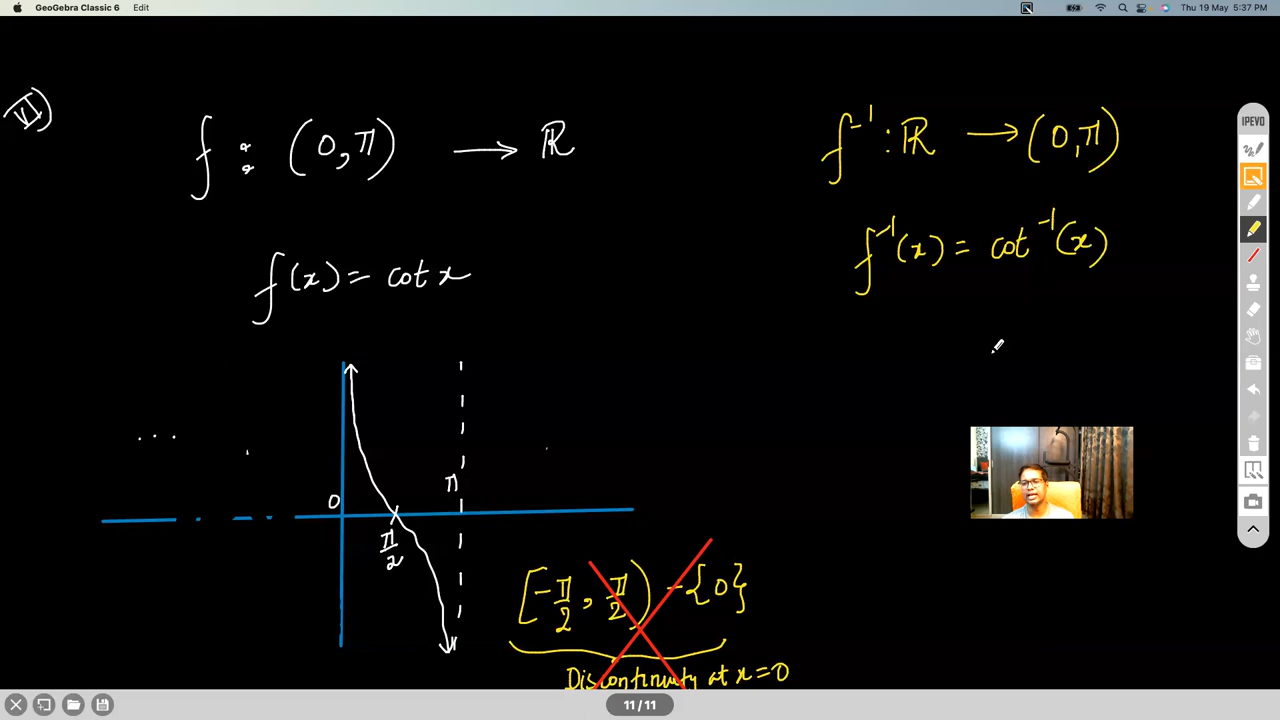 GeoGebra Classic 6 Edit Thu 19 May 5:37 PM
VI)
f : (0, π) → ℝ
f(x) = cot x
f⁻¹ : ℝ → (0, π)
f⁻¹(x) = cot⁻¹(x)
IPEVO
...
0
π
π/2
[-π/2, π/2) - {0}
Discontinuity at x=0
11/11